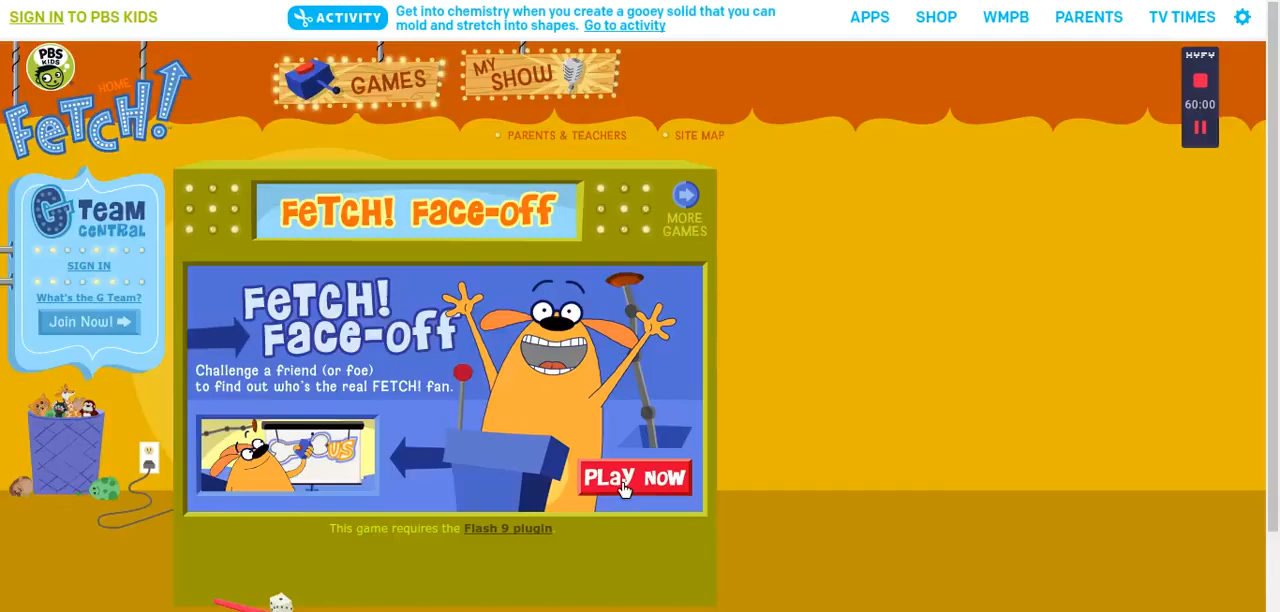 SIGN IN TO PBS KIDS
ACTIVITY
Get into chemistry when you create a gooey solid that you can
mold and stretch into shapes. Go to activity
APPS SHOP WMPB PARENTS TV TIMES
PBS
KIDS
HOME
FETCH!
GAMES
MY
SHOW
HYFY
60:00
PARENTS & TEACHERS
SITE MAP
G TEAM
CENTRAL
SIGN IN
What's the G Team?
Join Now!
FETCH! FACE-OFF
MORE
GAMES
FETCH!
FACE-OFF
Challenge a friend (or foe)
to find out who's the real FETCH! fan.
US
PLAY NOW
This game requires the Flash 9 plugin.